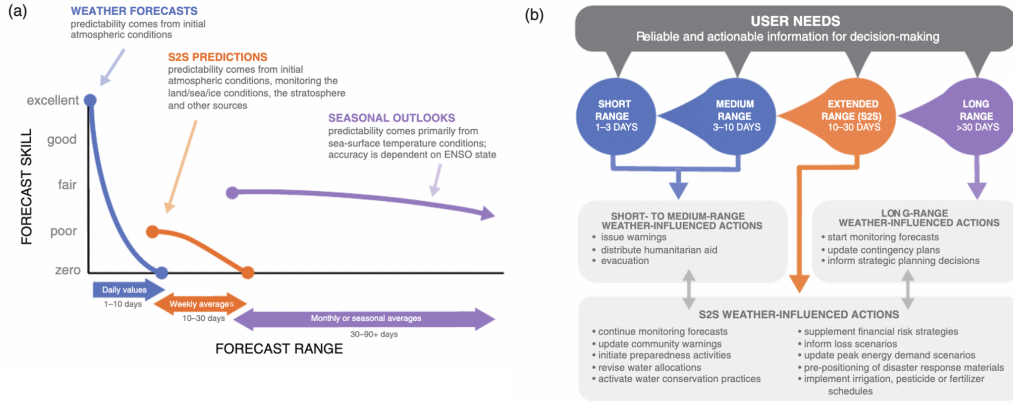 (a)
WEATHER FORECASTS
predictability comes from initial
atmospheric conditions
S2S PREDICTIONS
predictability comes from initial
atmospheric conditions, monitoring the
land/sea/ice conditions, the stratosphere
and other sources
SEASONAL OUTLOOKS
predictability comes primarily from
sea-surface temperature conditions;
accuracy is dependent on ENSO state
FORECAST SKILL
excellent
good
fair
poor
zero
Daily values
1–10 days
Weekly averages
10–30 days
Monthly or seasonal averages
30–90+ days
FORECAST RANGE
(b)
USER NEEDS
Reliable and actionable information for decision-making
SHORT
RANGE
1–3 DAYS
MEDIUM
RANGE
3–10 DAYS
EXTENDED
RANGE (S2S)
10–30 DAYS
LONG
RANGE
>30 DAYS
SHORT- TO MEDIUM-RANGE
WEATHER-INFLUENCED ACTIONS
• issue warnings
• distribute humanitarian aid
• evacuation
LONG-RANGE
WEATHER-INFLUENCED ACTIONS
• start monitoring forecasts
• update contingency plans
• inform strategic planning decisions
S2S WEATHER-INFLUENCED ACTIONS
• continue monitoring forecasts
• update community warnings
• initiate preparedness activities
• revise water allocations
• activate water conservation practices
• supplement financial risk strategies
• inform loss scenarios
• update peak energy demand scenarios
• pre-positioning of disaster response materials
• implement irrigation, pesticide or fertilizer
schedules